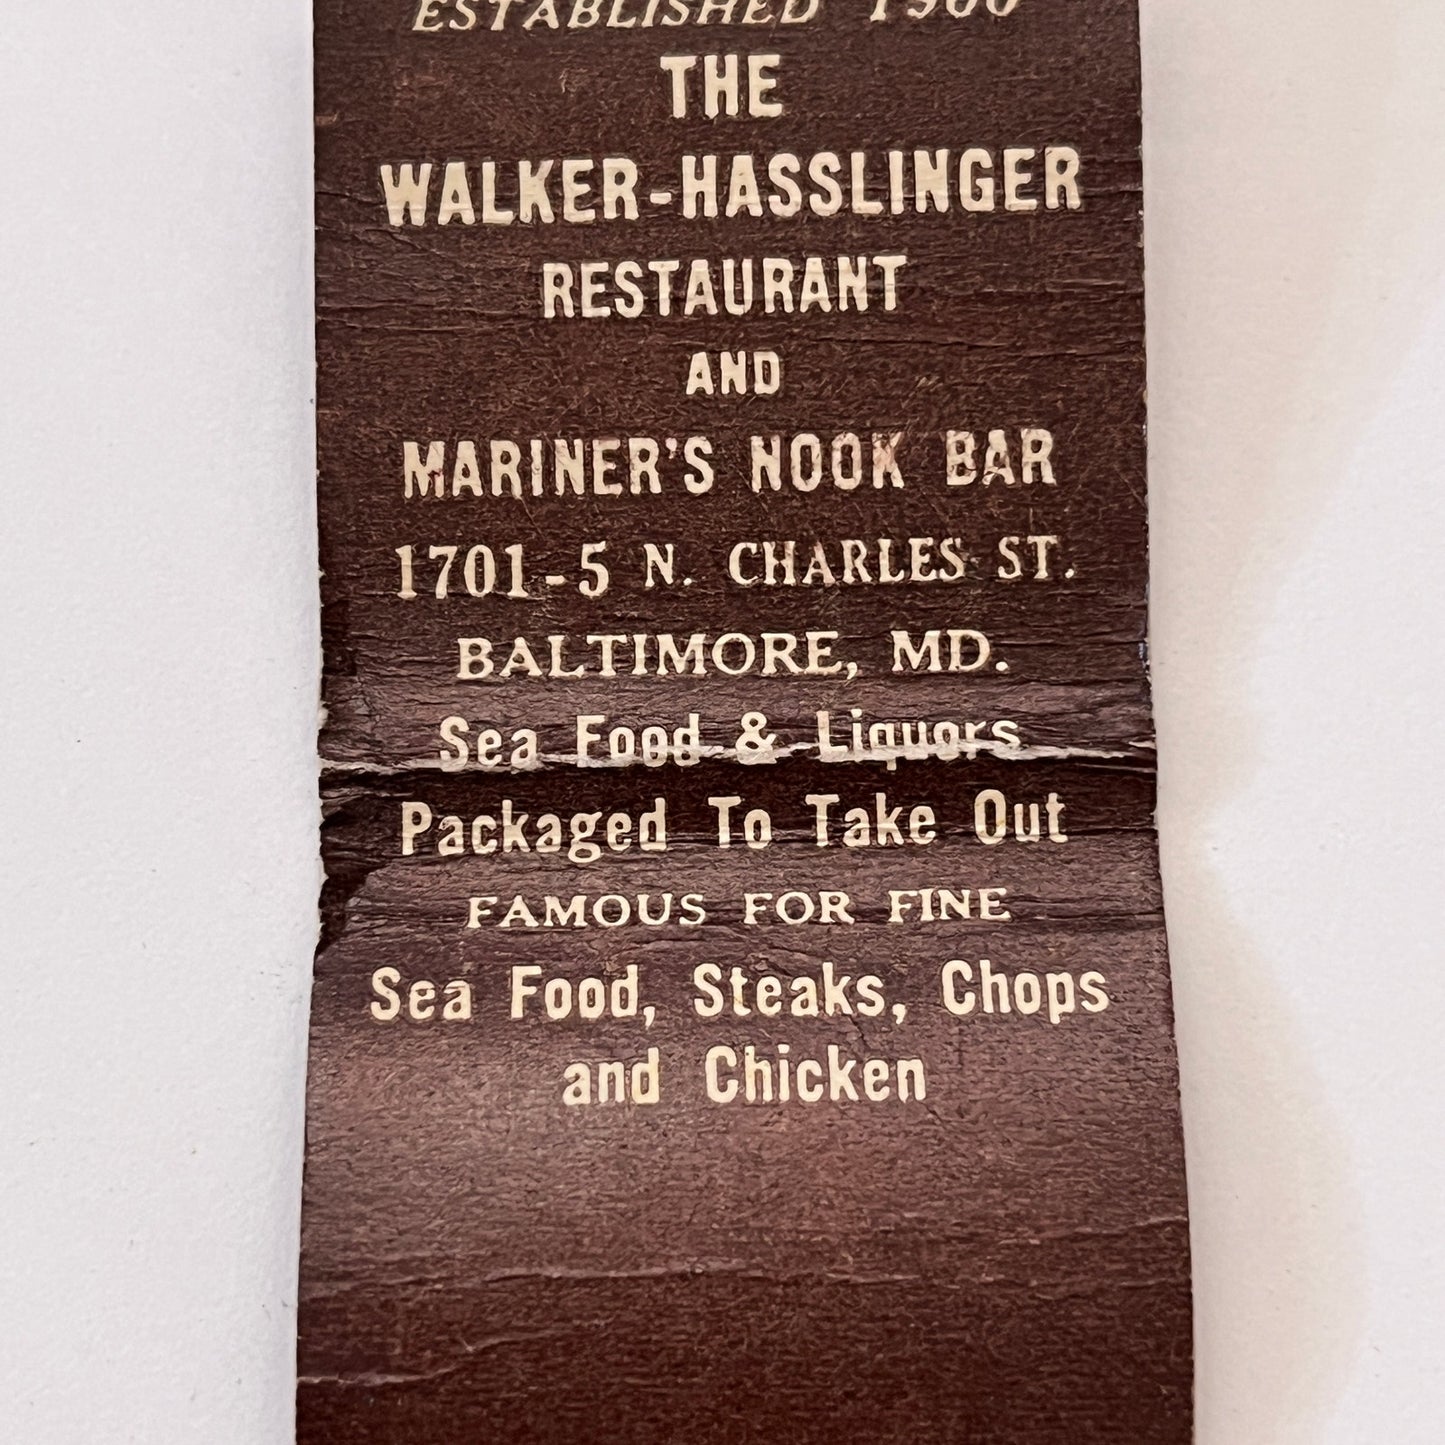 ESTABLISHED 1900
THE
WALKER-HASSLINGER
RESTAURANT
AND
MARINER'S NOOK BAR
1701-5 N. CHARLES ST.
BALTIMORE, MD.
Sea Food & Liquors
Packaged To Take Out
FAMOUS FOR FINE
Sea Food, Steaks, Chops
and Chicken